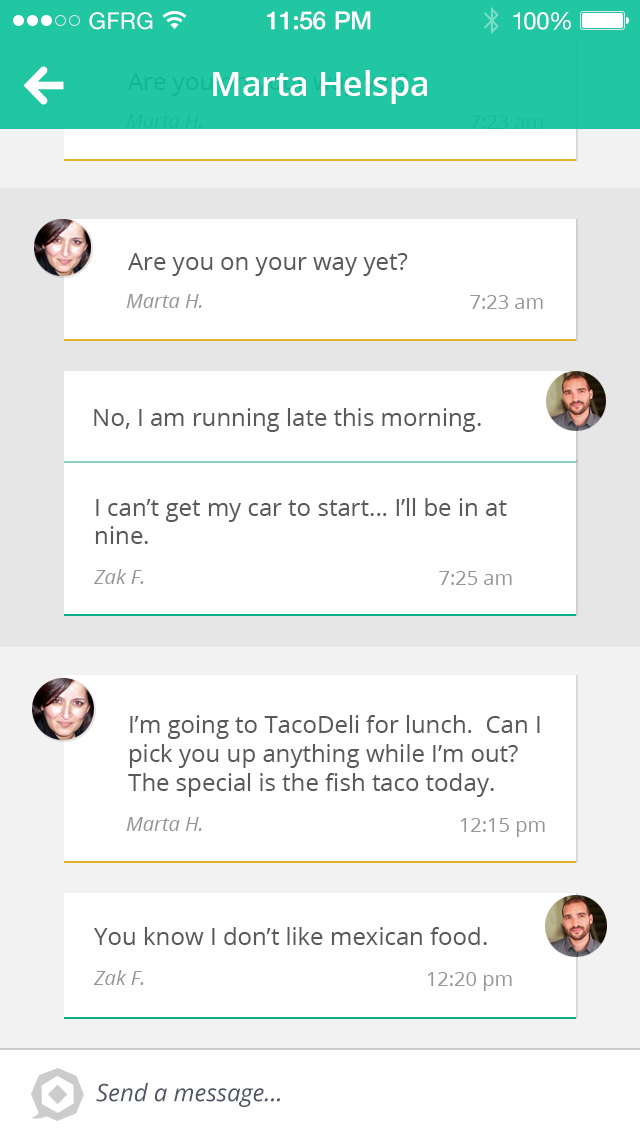 GFRG 11:56 PM 100%
Are you on your way yet?
Marta Helspa
Marta H. 7:23 am
Are you on your way yet?
Marta H. 7:23 am
No, I am running late this morning.
I can’t get my car to start... I’ll be in at
nine.
Zak F. 7:25 am
I’m going to TacoDeli for lunch.  Can I
pick you up anything while I’m out?
The special is the fish taco today.
Marta H. 12:15 pm
You know I don’t like mexican food.
Zak F. 12:20 pm
Send a message...